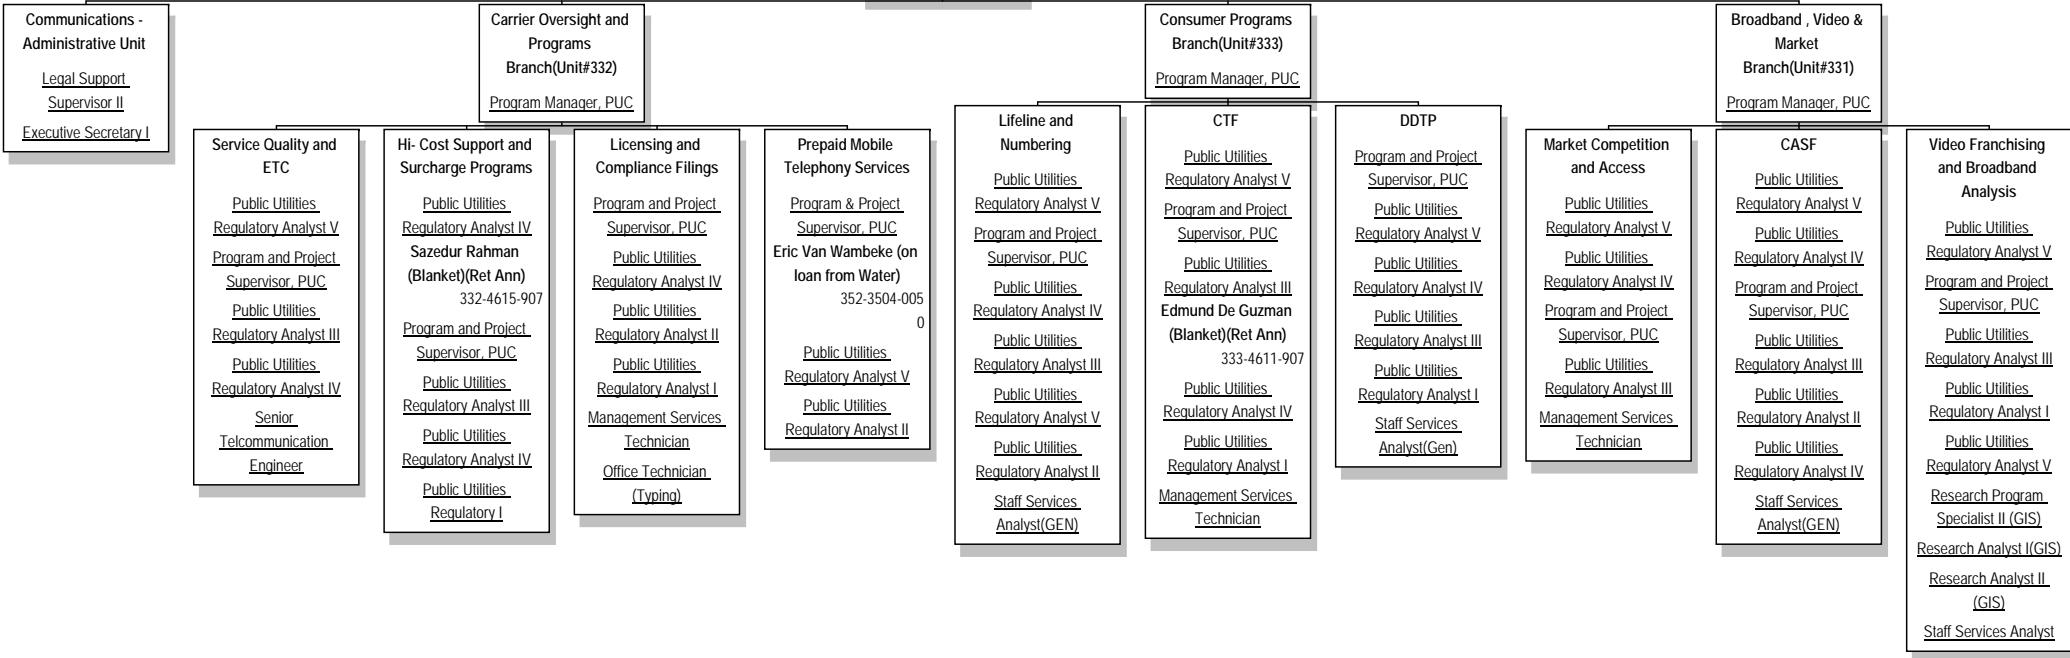 Communications -
Administrative Unit
Legal Support
Supervisor II
Executive Secretary I
Carrier Oversight and
Programs
Branch(Unit#332)
Program Manager, PUC
Service Quality and
ETC
Public Utilities
Regulatory Analyst V
Program and Project
Supervisor, PUC
Public Utilities
Regulatory Analyst III
Public Utilities
Regulatory Analyst IV
Senior
Telcommunication
Engineer
Hi- Cost Support and
Surcharge Programs
Public Utilities
Regulatory Analyst IV
Sazedur Rahman
(Blanket)(Ret Ann)
332-4615-907
Program and Project
Supervisor, PUC
Public Utilities
Regulatory Analyst III
Public Utilities
Regulatory Analyst IV
Public Utilities
Regulatory I
Licensing and
Compliance Filings
Program and Project
Supervisor, PUC
Public Utilities
Regulatory Analyst IV
Public Utilities
Regulatory Analyst II
Public Utilities
Regulatory Analyst I
Management Services
Technician
Office Technician
(Typing)
Prepaid Mobile
Telephony Services
Program & Project
Supervisor, PUC
Eric Van Wambeke (on
loan from Water)
352-3504-005
0
Public Utilities
Regulatory Analyst V
Public Utilities
Regulatory Analyst II
Consumer Programs
Branch(Unit#333)
Program Manager, PUC
Lifeline and
Numbering
Public Utilities
Regulatory Analyst V
Program and Project
Supervisor, PUC
Public Utilities
Regulatory Analyst IV
Public Utilities
Regulatory Analyst III
Public Utilities
Regulatory Analyst V
Public Utilities
Regulatory Analyst II
Staff Services
Analyst(GEN)
CTF
Public Utilities
Regulatory Analyst V
Program and Project
Supervisor, PUC
Public Utilities
Regulatory Analyst III
Edmund De Guzman
(Blanket)(Ret Ann)
333-4611-907
Public Utilities
Regulatory Analyst IV
Public Utilities
Regulatory Analyst I
Management Services
Technician
DDTP
Program and Project
Supervisor, PUC
Public Utilities
Regulatory Analyst V
Public Utilities
Regulatory Analyst IV
Public Utilities
Regulatory Analyst III
Public Utilities
Regulatory Analyst I
Staff Services
Analyst(Gen)
Broadband , Video &
Market
Branch(Unit#331)
Program Manager, PUC
Market Competition
and Access
Public Utilities
Regulatory Analyst V
Public Utilities
Regulatory Analyst IV
Program and Project
Supervisor, PUC
Public Utilities
Regulatory Analyst III
Management Services
Technician
CASF
Public Utilities
Regulatory Analyst V
Public Utilities
Regulatory Analyst IV
Program and Project
Supervisor, PUC
Public Utilities
Regulatory Analyst III
Public Utilities
Regulatory Analyst II
Public Utilities
Regulatory Analyst IV
Staff Services
Analyst(GEN)
Video Franchising
and Broadband
Analysis
Public Utilities
Regulatory Analyst V
Program and Project
Supervisor, PUC
Public Utilities
Regulatory Analyst III
Public Utilities
Regulatory Analyst I
Public Utilities
Regulatory Analyst V
Research Program
Specialist II (GIS)
Research Analyst I(GIS)
Research Analyst II
(GIS)
Staff Services Analyst